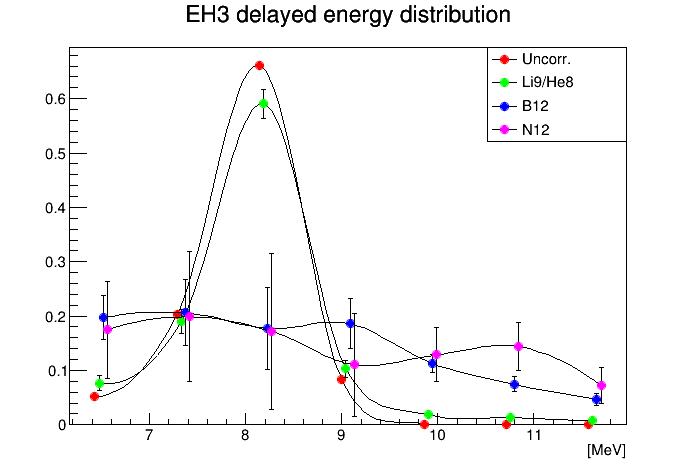 EH3 delayed energy distribution
Uncorr.
Li9/He8
B12
N12
0.6
0.5
0.4
0.3
0.2
0.1
0
7 8 9 10 11
[MeV]